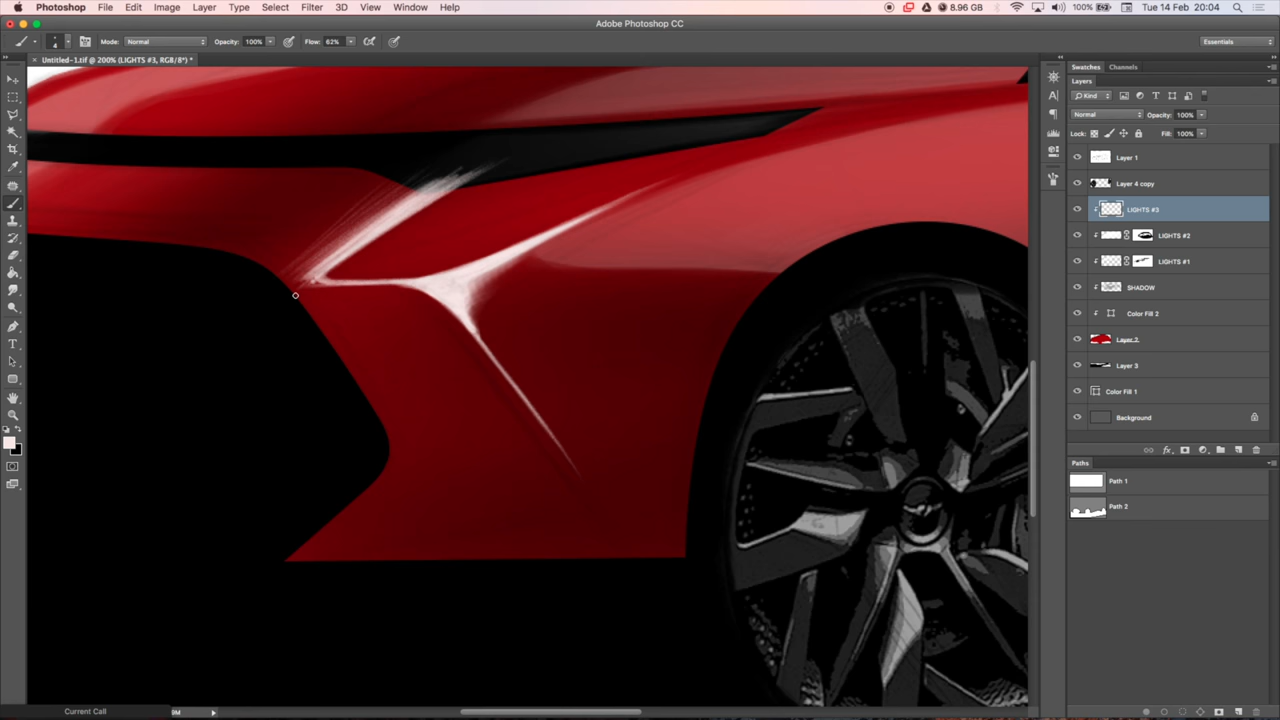 Photoshop File Edit Image Layer Type Select Filter 3D View Window Help
8.96 GB 100% Tue 14 Feb 20:04
Adobe Photoshop CC
4 Mode: Normal Opacity: 100% Flow: 62% Essentials
Untitled-1.tif @ 200% (LIGHTS #3, RGB/8*) *
Swatches Channels
Layers
Kind
Normal Opacity: 100%
Lock: Fill: 100%
Layer 1
Layer 4 copy
LIGHTS #3
LIGHTS #2
LIGHTS #1
SHADOW
Color Fill 2
Layer 2
Layer 3
Color Fill 1
Background
Paths
Path 1
Path 2
Current Call